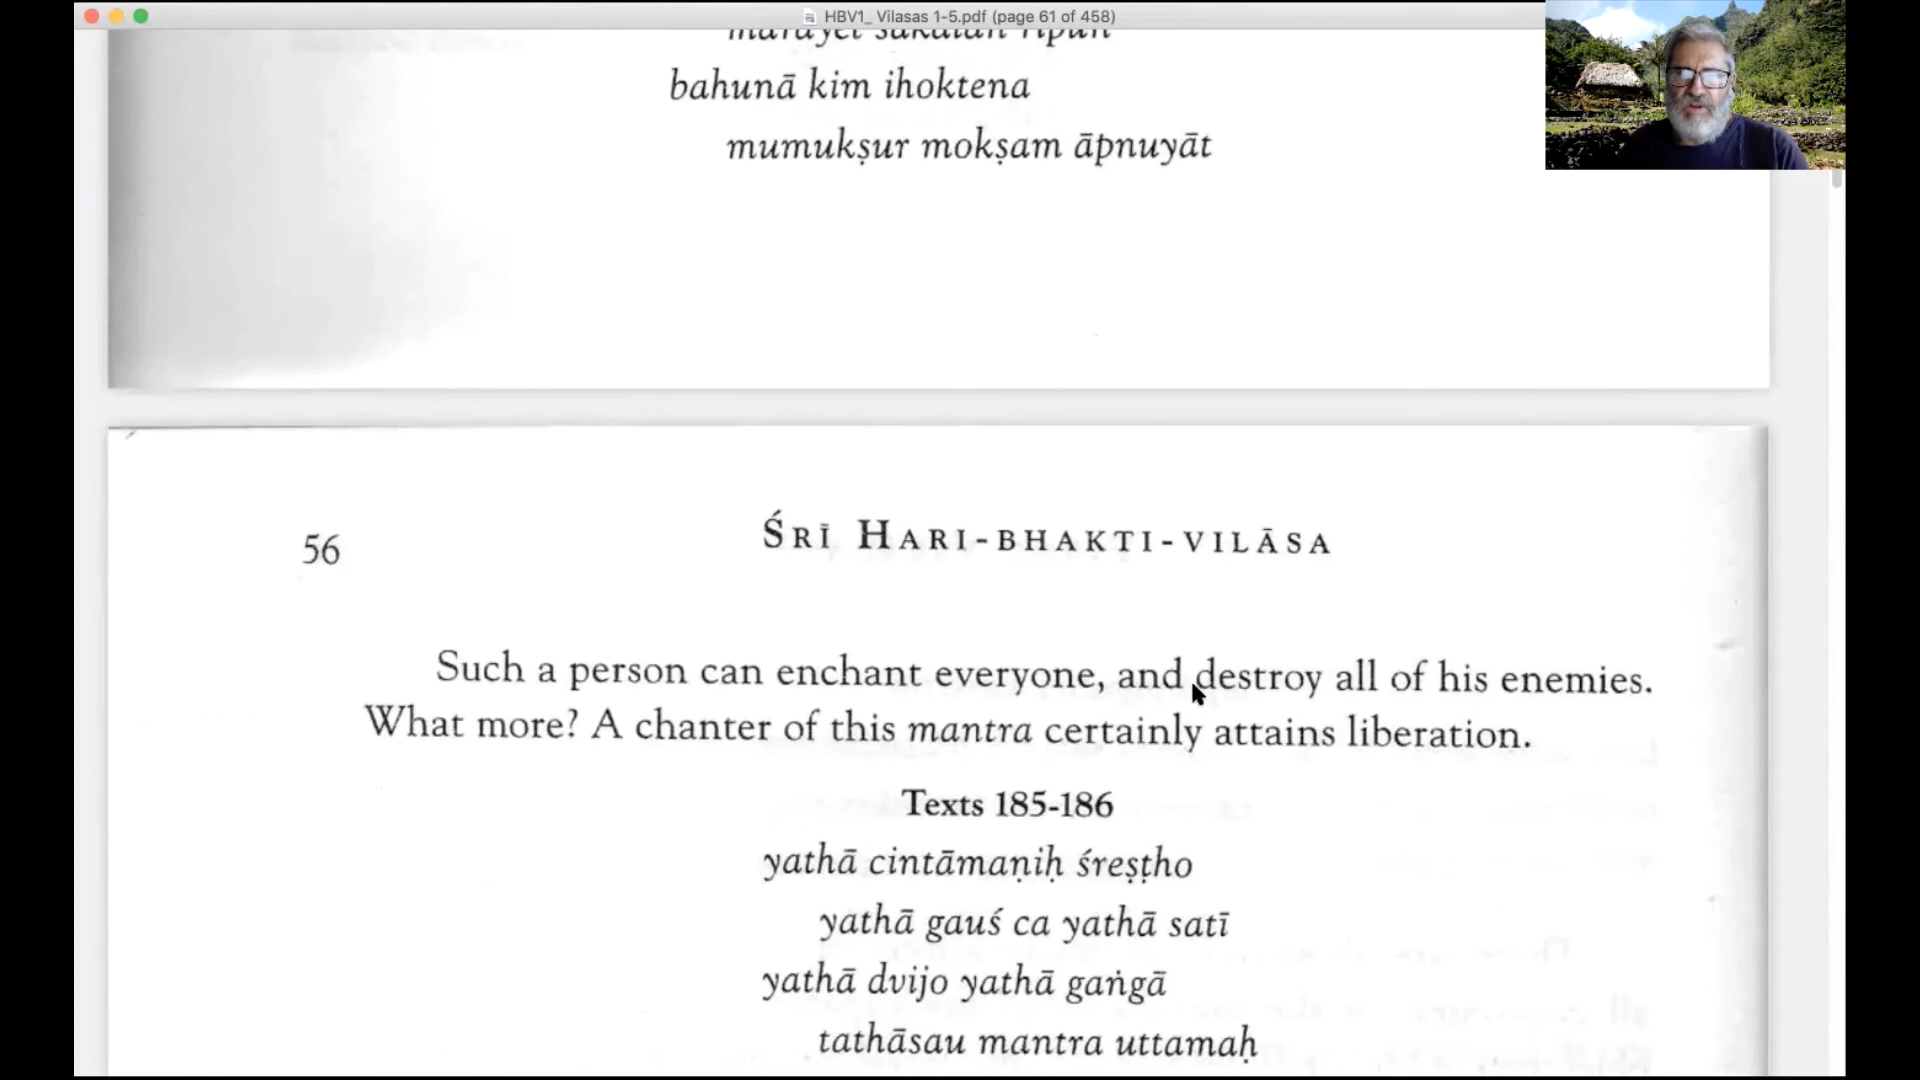 HBV1_ Vilasas 1-5.pdf (page 61 of 458)
mārayet sakalān ripūn
bahunā kim ihoktena
mumukṣur mokṣam āpnuyāt
56
ŚRĪ HARI-BHAKTI-VILĀSA
Such a person can enchant everyone, and destroy all of his enemies.
What more? A chanter of this mantra certainly attains liberation.
Texts 185-186
yathā cintāmaṇiḥ śreṣṭho
yathā gauś ca yathā satī
yathā dvijo yathā gaṅgā
tathāsau mantra uttamaḥ